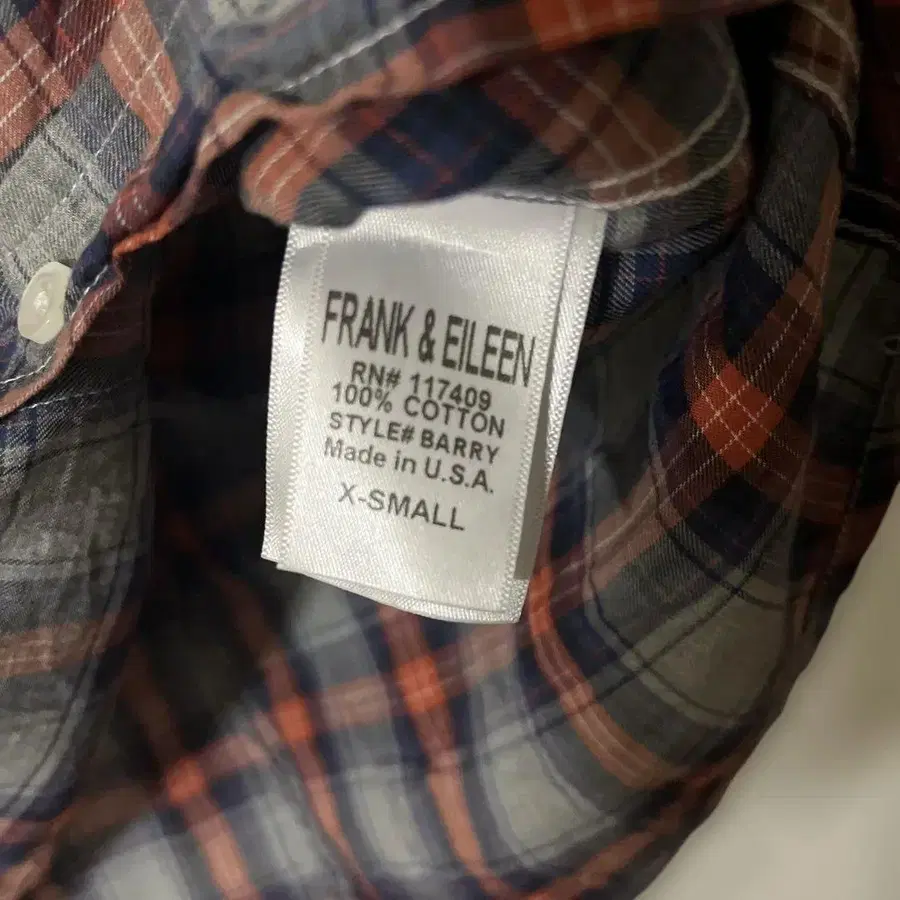 FRANK & EILEEN
RN# 117409
100% COTTON
STYLE# BARRY
Made in U.S.A.
X-SMALL